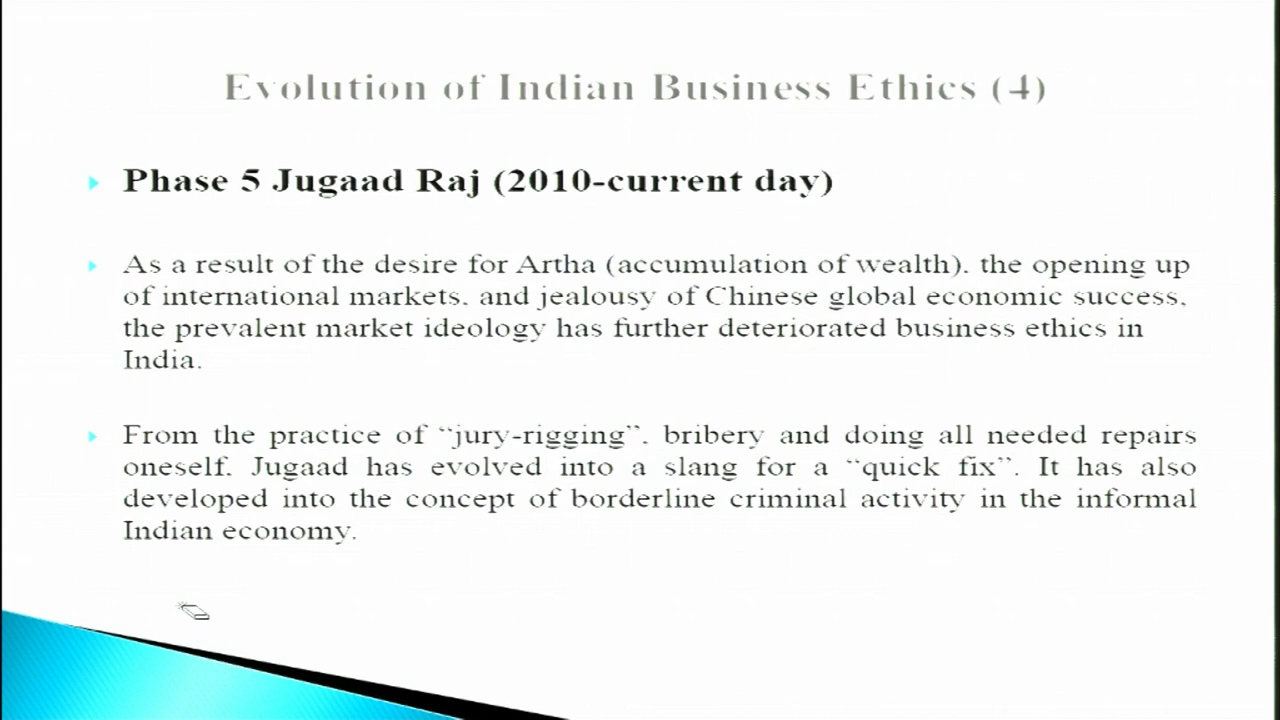 Evolution of Indian Business Ethics (4)
Phase 5 Jugaad Raj (2010-current day)
As a result of the desire for Artha (accumulation of wealth), the opening up
of international markets, and jealousy of Chinese global economic success,
the prevalent market ideology has further deteriorated business ethics in
India.
From the practice of “jury-rigging”, bribery and doing all needed repairs
oneself, Jugaad has evolved into a slang for a “quick fix”. It has also
developed into the concept of borderline criminal activity in the informal
Indian economy.